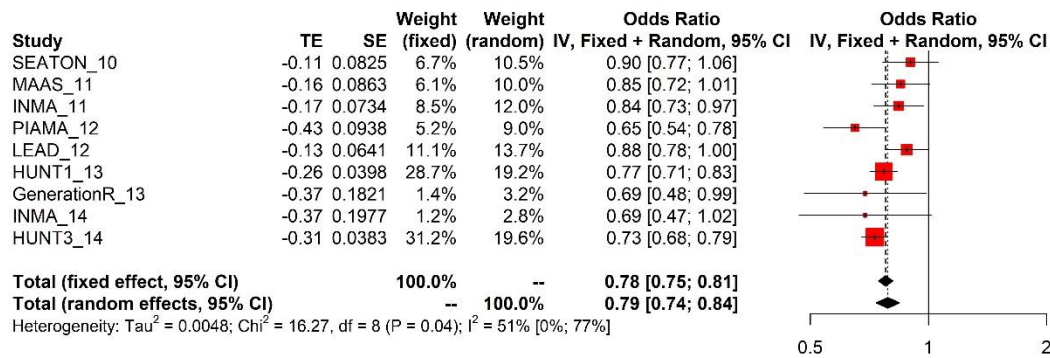 Weight Weight Odds Ratio Odds Ratio
Study TE SE (fixed) (random) IV, Fixed + Random, 95% CI IV, Fixed + Random, 95% CI
SEATON_10 -0.11 0.0825 6.7% 10.5% 0.90 [0.77; 1.06]
MAAS_11 -0.16 0.0863 6.1% 10.0% 0.85 [0.72; 1.01]
INMA_11 -0.17 0.0734 8.5% 12.0% 0.84 [0.73; 0.97]
PIAMA_12 -0.43 0.0938 5.2% 9.0% 0.65 [0.54; 0.78]
LEAD_12 -0.13 0.0641 11.1% 13.7% 0.88 [0.78; 1.00]
HUNT1_13 -0.26 0.0398 28.7% 19.2% 0.77 [0.71; 0.83]
GenerationR_13 -0.37 0.1821 1.4% 3.2% 0.69 [0.48; 0.99]
INMA_14 -0.37 0.1977 1.2% 2.8% 0.69 [0.47; 1.02]
HUNT3_14 -0.31 0.0383 31.2% 19.6% 0.73 [0.68; 0.79]
Total (fixed effect, 95% CI) 100.0% -- 0.78 [0.75; 0.81]
Total (random effects, 95% CI) -- 100.0% 0.79 [0.74; 0.84]
Heterogeneity: Tau² = 0.0048; Chi² = 16.27, df = 8 (P = 0.04); I² = 51% [0%; 77%]
0.5 1 2